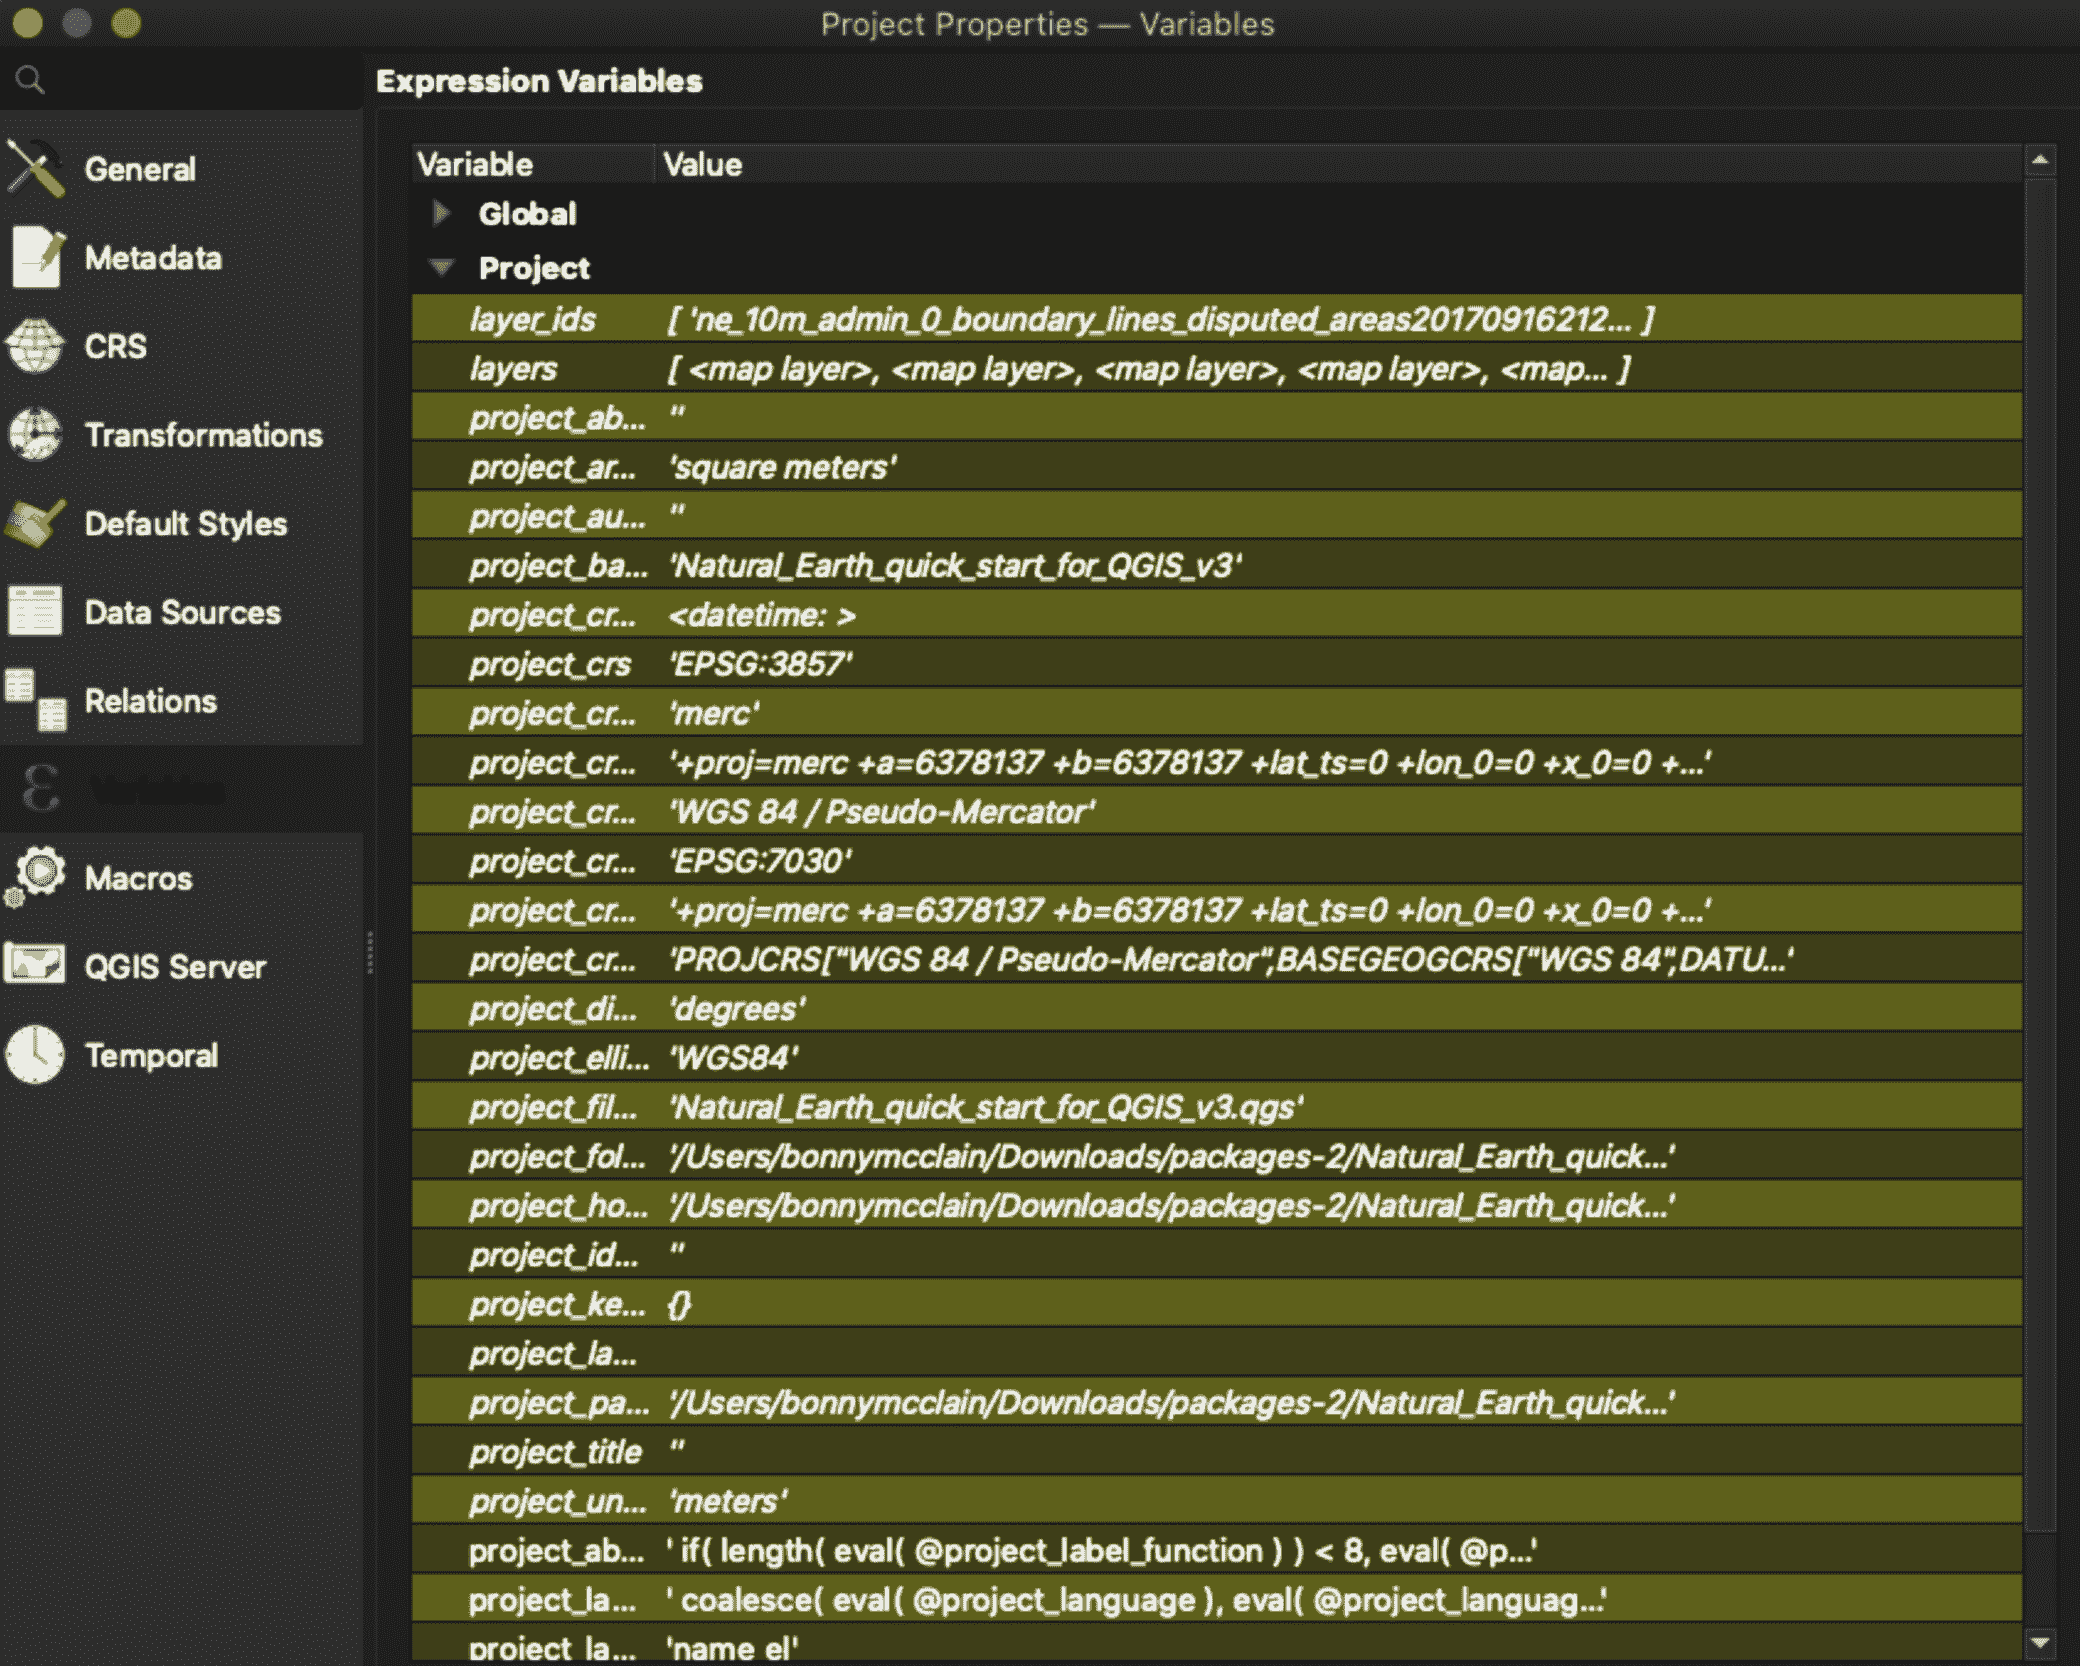 Project Properties — Variables
Expression Variables
General
Metadata
CRS
Transformations
Default Styles
Data Sources
Relations
Variables
Macros
QGIS Server
Temporal
Variable Value
Global
Project
layer_ids [ 'ne_10m_admin_0_boundary_lines_disputed_areas20170916212... ]
layers [ <map layer>, <map layer>, <map layer>, <map layer>, <map... ]
project_ab... ''
project_ar... 'square meters'
project_au... ''
project_ba... 'Natural_Earth_quick_start_for_QGIS_v3'
project_cr... <datetime: >
project_crs 'EPSG:3857'
project_cr... 'merc'
project_cr... '+proj=merc +a=6378137 +b=6378137 +lat_ts=0 +lon_0=0 +x_0=0 +...'
project_cr... 'WGS 84 / Pseudo-Mercator'
project_cr... 'EPSG:7030'
project_cr... '+proj=merc +a=6378137 +b=6378137 +lat_ts=0 +lon_0=0 +x_0=0 +...'
project_cr... 'PROJCRS["WGS 84 / Pseudo-Mercator",BASEGEOGCRS["WGS 84",DATU...'
project_di... 'degrees'
project_elli... 'WGS84'
project_fil... 'Natural_Earth_quick_start_for_QGIS_v3.qgs'
project_fol... '/Users/bonnymcclain/Downloads/packages-2/Natural_Earth_quick...'
project_ho... '/Users/bonnymcclain/Downloads/packages-2/Natural_Earth_quick...'
project_id... ''
project_ke... {}
project_la...
project_pa... '/Users/bonnymcclain/Downloads/packages-2/Natural_Earth_quick...'
project_title ''
project_un... 'meters'
project_ab... ' if( length( eval( @project_label_function ) ) < 8, eval( @p...'
project_la... ' coalesce( eval( @project_language ), eval( @project_languag...'
project_la... 'name_el'